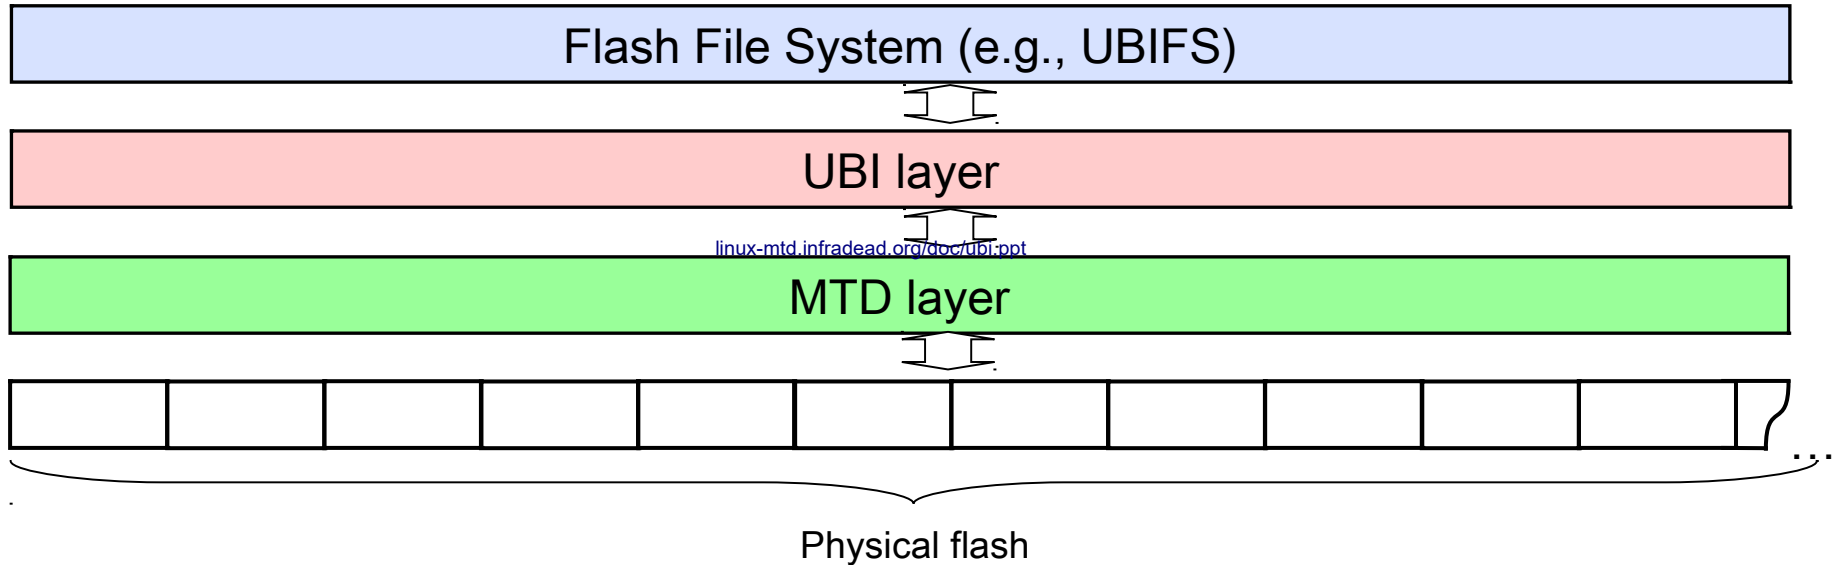 Flash File System (e.g., UBIFS)
UBI layer
linux-mtd.infradead.org/doc/ubi.ppt
MTD layer
...
Physical flash